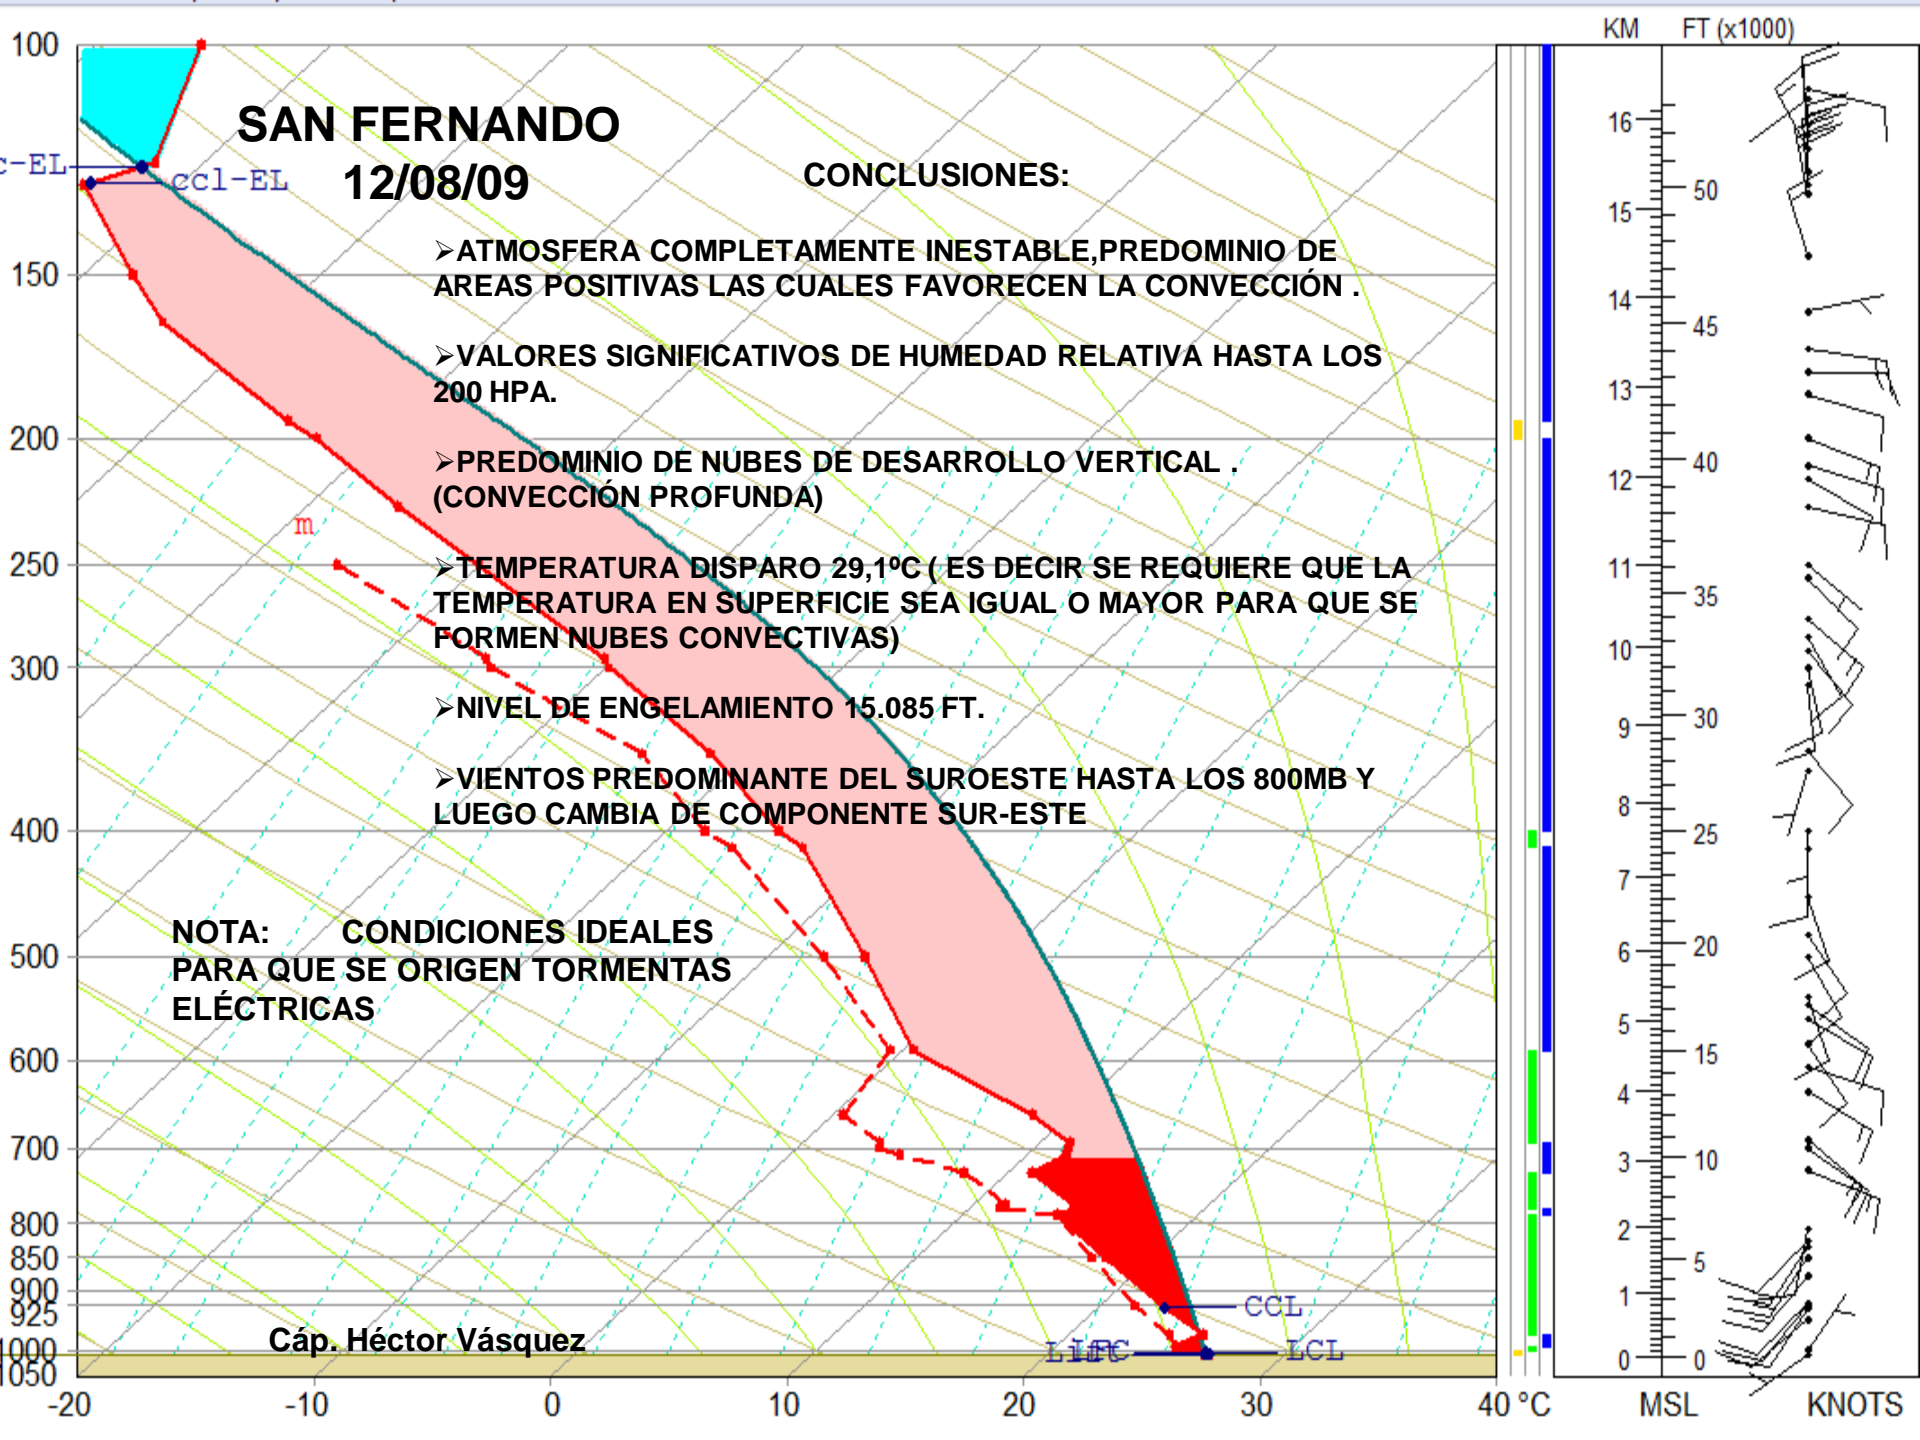 KM FT (x1000)
100
SAN FERNANDO
12/08/09
CONCLUSIONES:
c-EL
ccl-EL
➢ATMOSFERA COMPLETAMENTE INESTABLE,PREDOMINIO DE
AREAS POSITIVAS LAS CUALES FAVORECEN LA CONVECCIÓN .
➢VALORES SIGNIFICATIVOS DE HUMEDAD RELATIVA HASTA LOS
200 HPA.
➢PREDOMINIO DE NUBES DE DESARROLLO VERTICAL .
(CONVECCIÓN PROFUNDA)
➢TEMPERATURA DISPARO 29,1ºC ( ES DECIR SE REQUIERE QUE LA
TEMPERATURA EN SUPERFICIE SEA IGUAL O MAYOR PARA QUE SE
FORMEN NUBES CONVECTIVAS)
➢NIVEL DE ENGELAMIENTO 15.085 FT.
➢VIENTOS PREDOMINANTE DEL SUROESTE HASTA LOS 800MB Y
LUEGO CAMBIA DE COMPONENTE SUR-ESTE
NOTA: CONDICIONES IDEALES
PARA QUE SE ORIGEN TORMENTAS
ELÉCTRICAS
Cáp. Héctor Vásquez
m
CCL
LCL
150
200
250
300
400
500
600
700
800
850
900
925
1000
1050
-20 -10 0 10 20 30 40 °C
16
15
14
13
12
11
10
9
8
7
6
5
4
3
2
1
0
50
45
40
35
30
25
20
15
10
5
0
MSL KNOTS